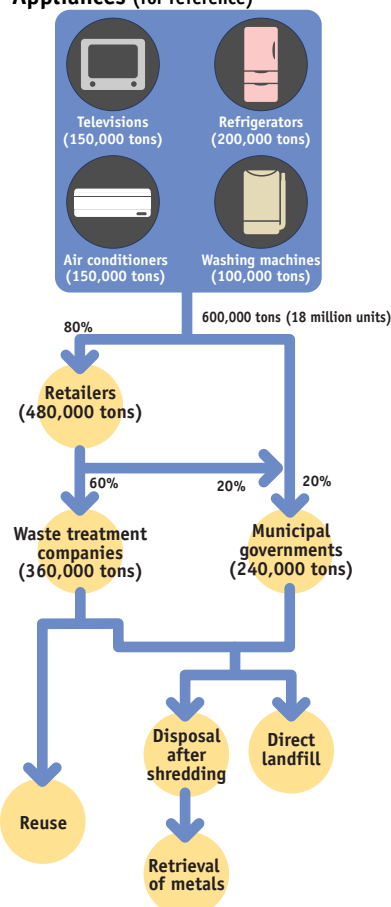 Appliances (for reference)
Televisions
(150,000 tons)
Refrigerators
(200,000 tons)
Air conditioners
(150,000 tons)
Washing machines
(100,000 tons)
600,000 tons (18 million units)
80%
Retailers
(480,000 tons)
60%
20%
20%
Waste treatment
companies
(360,000 tons)
Municipal
governments
(240,000 tons)
Disposal
after
shredding
Direct
landfill
Reuse
Retrieval
of metals